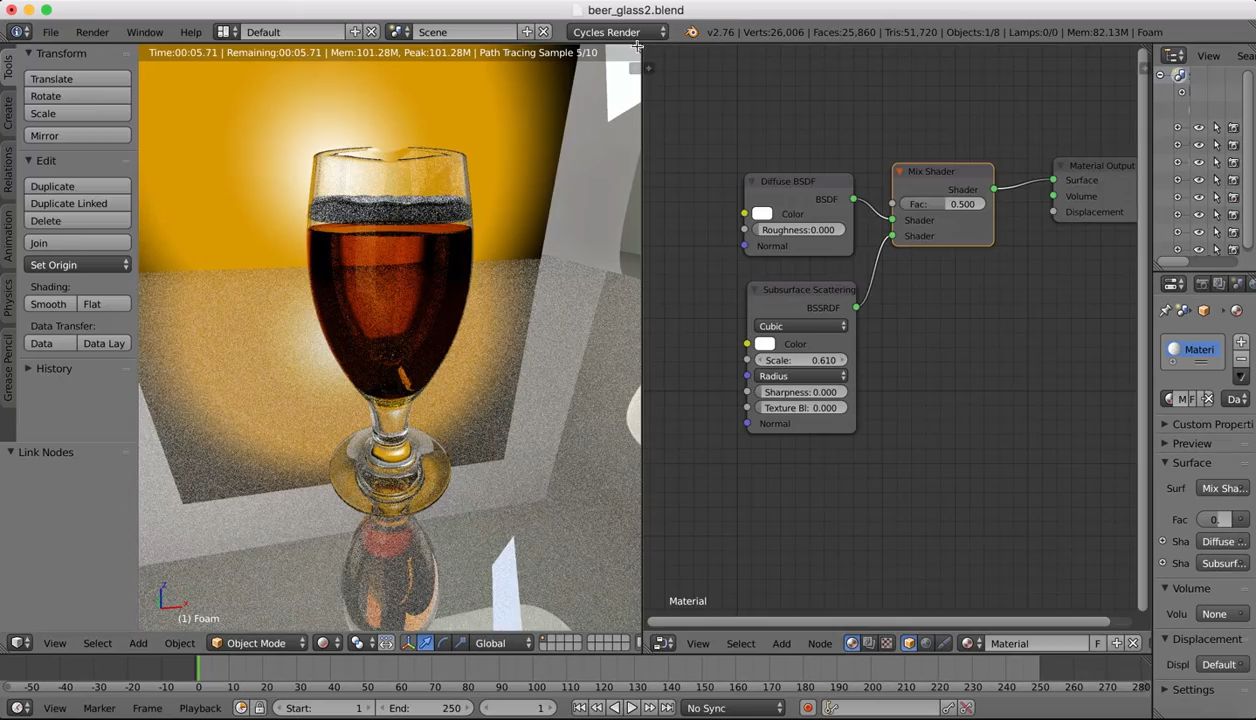 beer_glass2.blend
File
Render
Window
Help
Default
Scene
Cycles Render
v2.76 | Verts:26,006 | Faces:25,860 | Tris:51,720 | Objects:1/8 | Lamps:0/0 | Mem:82.13M | Foam
Time:00:05.71 | Remaining:00:05.71 | Mem:101.28M, Peak:101.28M | Path Tracing Sample 5/10
Tools
Create
Relations
Animation
Physics
Grease Pencil
Transform
Translate
Rotate
Scale
Mirror
Edit
Duplicate
Duplicate Linked
Delete
Join
Set Origin
Shading:
Smooth
Flat
Data Transfer:
Data
Data Lay
History
Link Nodes
(1) Foam
Diffuse BSDF
BSDF
Color
Roughness:0.000
Normal
Subsurface Scattering
BSSRDF
Cubic
Color
Scale: 0.610
Radius
Sharpness: 0.000
Texture Bl: 0.000
Normal
Mix Shader
Shader
Fac: 0.500
Shader
Shader
Material Output
Surface
Volume
Displacement
Material
View
Sea
Materi
M
F
Da
Custom Properti
Preview
Surface
Surf
Mix Sha...
Fac
0.
Sha
Diffuse ...
Sha
Subsurf...
Volume
Volu
None
Displacement
Displ
Default
Settings
View
Select
Add
Object
Object Mode
Global
View
Select
Add
Node
Material
F
-50 -40 -30 -20 -10 0 10 20 30 40 50 60 70 80 90 100 110 120 130 140 150 160 170 180 190 200 210 220 230 240 250 260 270 280
View
Marker
Frame
Playback
Start: 1
End: 250
1
No Sync